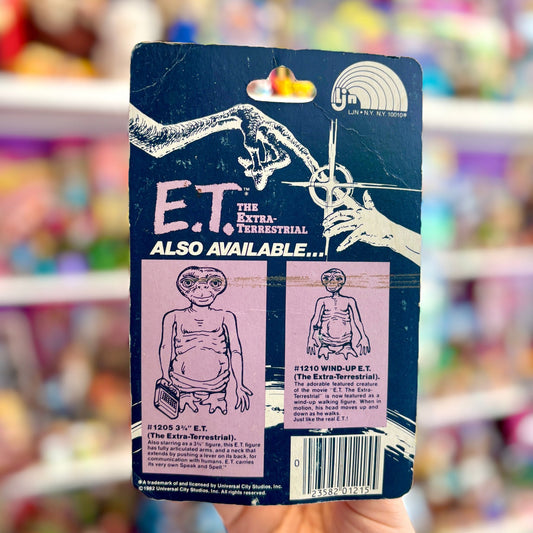 ljn
LJN • N.Y. N.Y. 10010®
E.T.™
THE
EXTRA-
TERRESTRIAL
ALSO AVAILABLE...
#1205 3¾" E.T.
(The Extra-Terrestrial).
Also starring as a 3¾" figure, this E.T. figure
has fully articulated arms, and a neck that
extends by pushing a lever on its back, for
communication with humans. E.T. carries
its very own Speak and Spell."
#1210 WIND-UP E.T.
(The Extra-Terrestrial).
The adorable featured creature
of the movie "E.T. The Extra-
Terrestrial" is now featured as a
wind-up walking figure. When in
motion, his head moves up and
down as he walks.
Just like the real E.T.!
A trademark of and licensed by Universal City Studios, Inc.
©1982 Universal City Studios, Inc. All rights reserved.
0
23582 01215